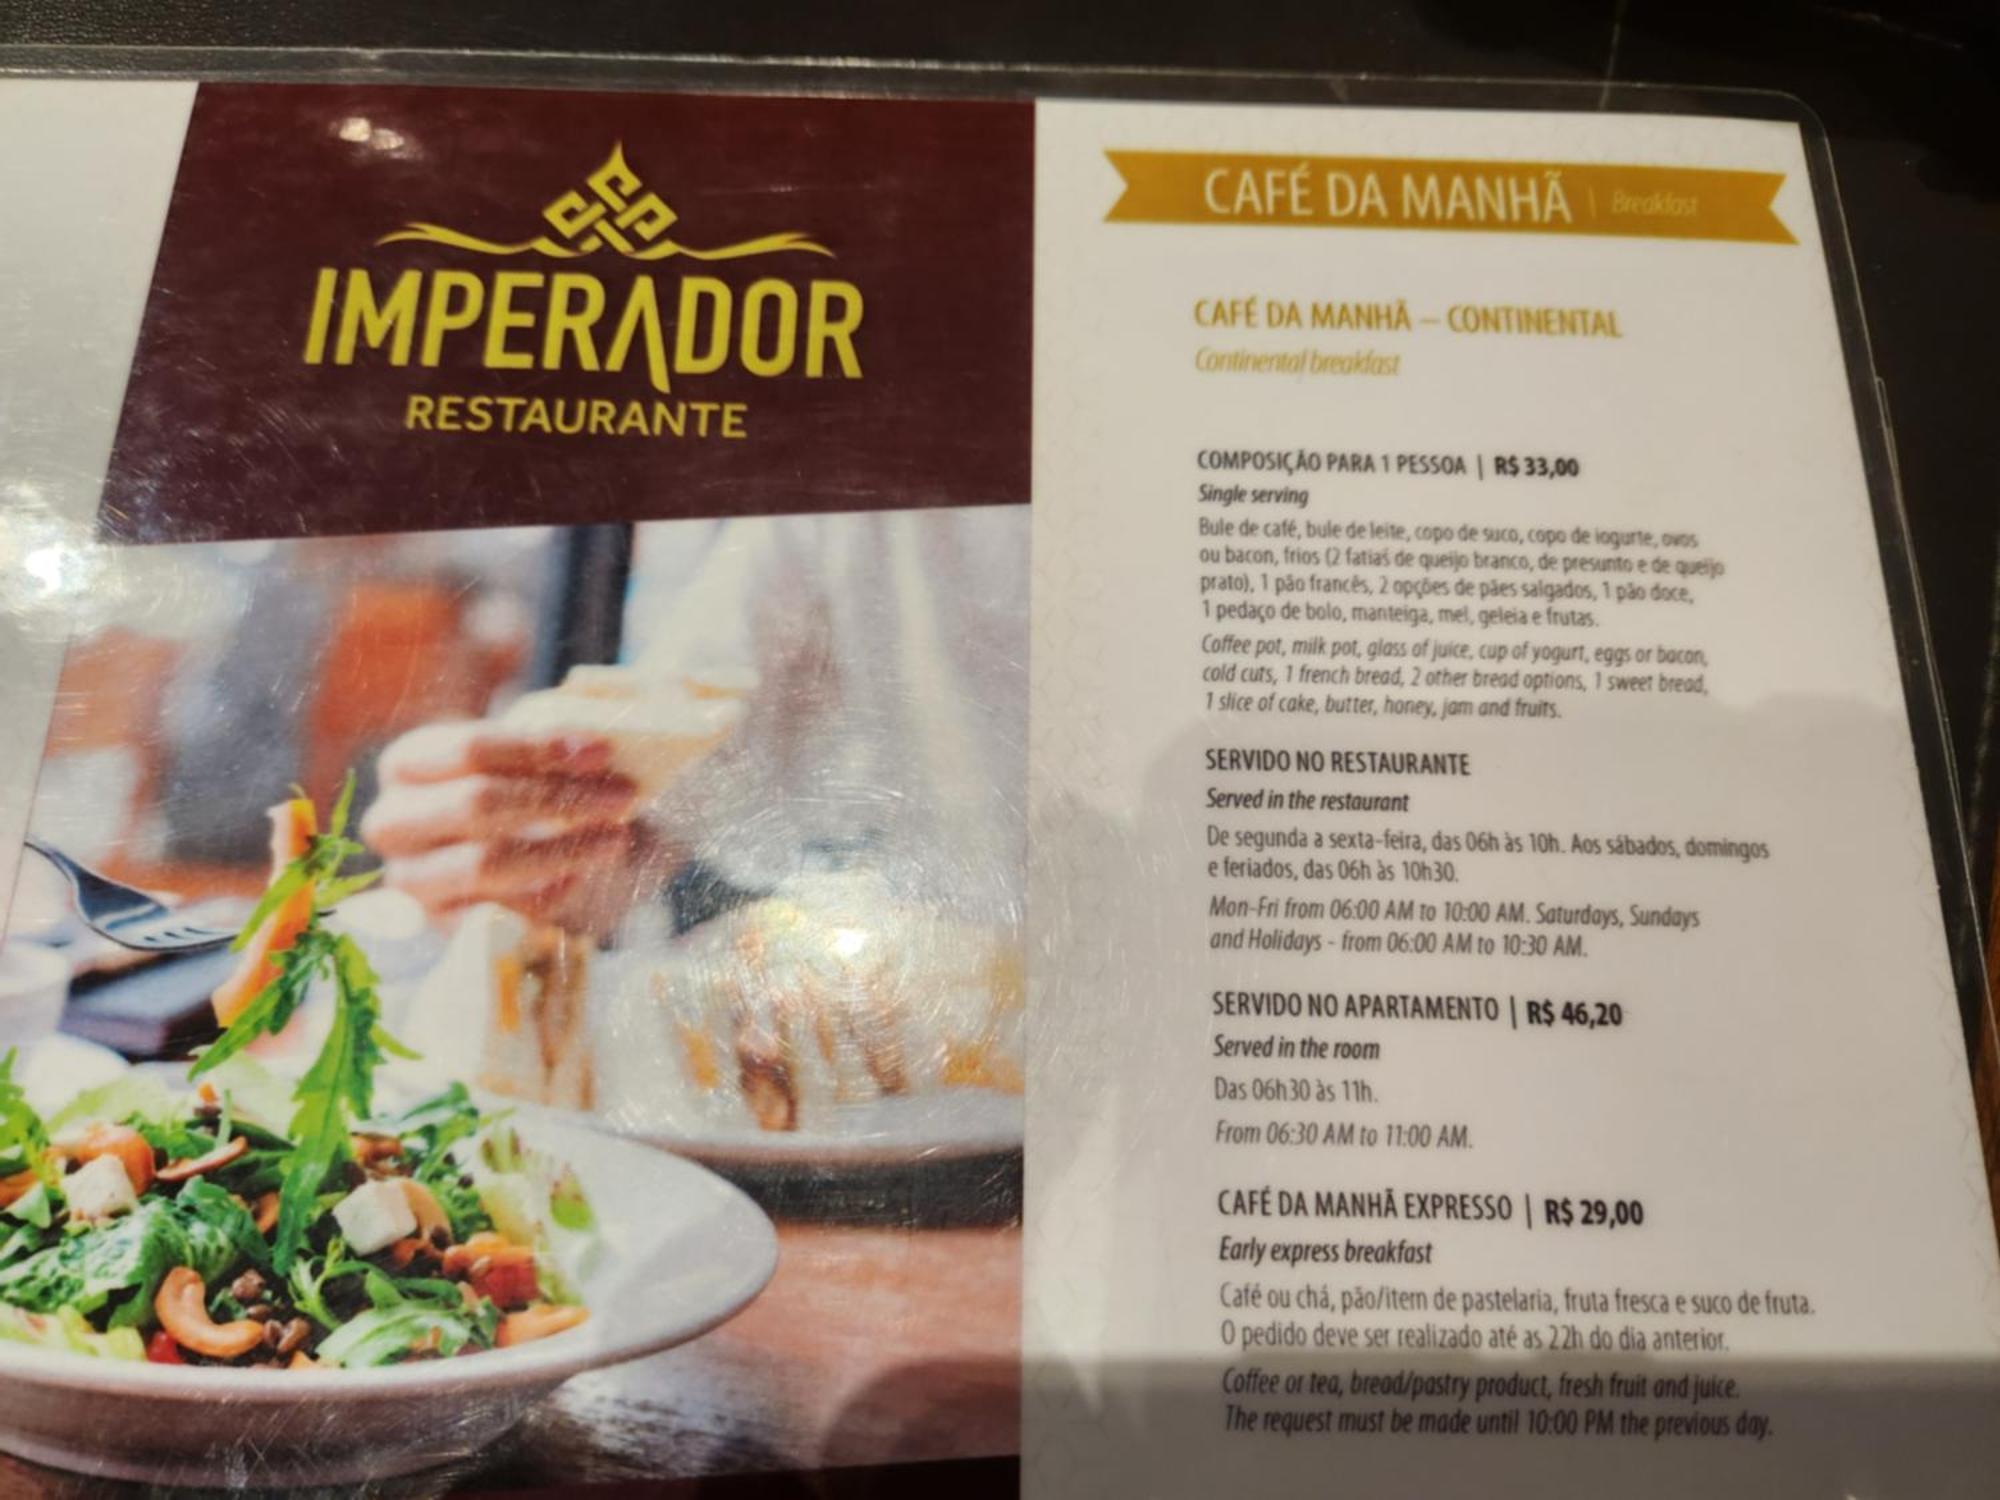 IMPERADOR
RESTAURANTE
CAFÉ DA MANHÃ | Breakfast
CAFÉ DA MANHÃ – CONTINENTAL
Continental breakfast
COMPOSIÇÃO PARA 1 PESSOA | R$ 33,00
Single serving
Bule de café, bule de leite, copo de suco, copo de iogurte, ovos
ou bacon, frios (2 fatias de queijo branco, de presunto e de queijo
prato), 1 pão francês, 2 opções de pães salgados, 1 pão doce,
1 pedaço de bolo, manteiga, mel, geleia e frutas.
Coffee pot, milk pot, glass of juice, cup of yogurt, eggs or bacon,
cold cuts, 1 french bread, 2 other bread options, 1 sweet bread,
1 slice of cake, butter, honey, jam and fruits.
SERVIDO NO RESTAURANTE
Served in the restaurant
De segunda a sexta-feira, das 06h às 10h. Aos sábados, domingos
e feriados, das 06h às 10h30.
Mon-Fri from 06:00 AM to 10:00 AM. Saturdays, Sundays
and Holidays - from 06:00 AM to 10:30 AM.
SERVIDO NO APARTAMENTO | R$ 46,20
Served in the room
Das 06h30 às 11h.
From 06:30 AM to 11:00 AM.
CAFÉ DA MANHÃ EXPRESSO | R$ 29,00
Early express breakfast
Café ou chá, pão/item de pastelaria, fruta fresca e suco de fruta.
O pedido deve ser realizado até as 22h do dia anterior.
Coffee or tea, bread/pastry product, fresh fruit and juice.
The request must be made until 10:00 PM the previous day.